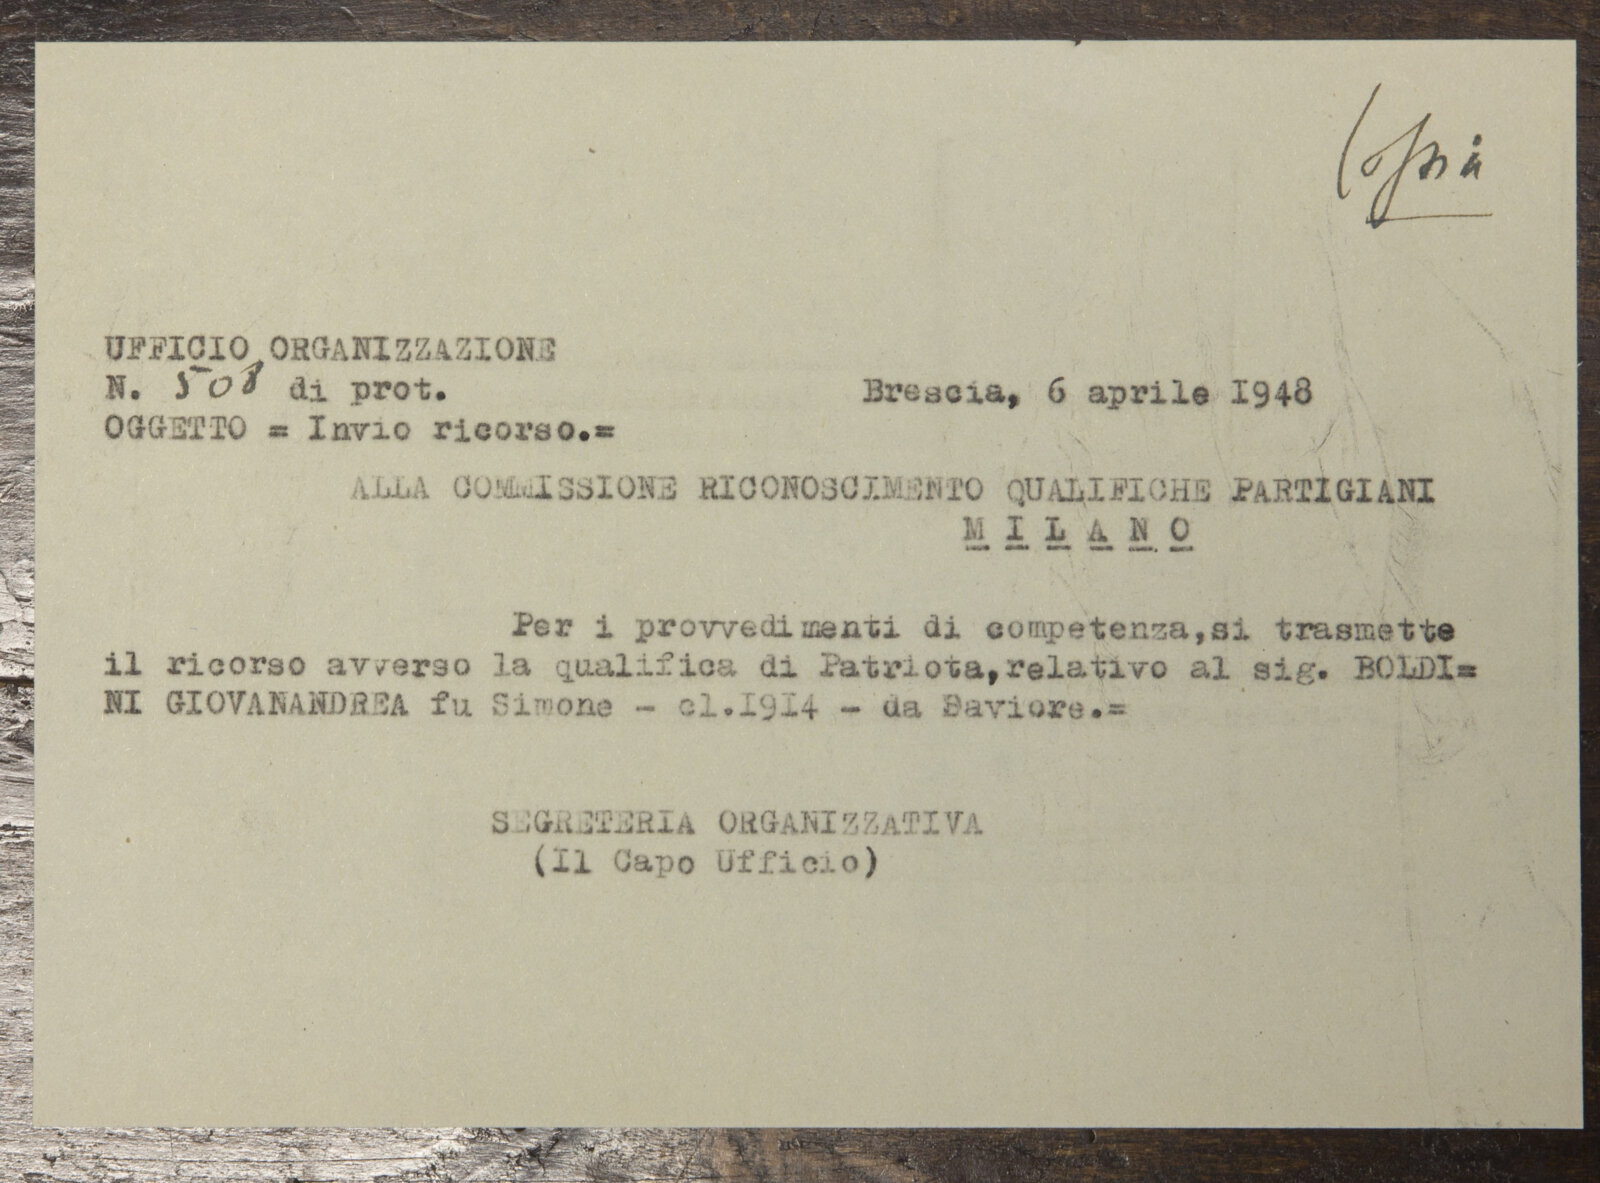 Copia
UFFICIO ORGANIZZAZIONE
N. 508 di prot.
Brescia, 6 aprile 1948
OGGETTO = Invio ricorso.=
ALLA COMMISSIONE RICONOSCIMENTO QUALIFICHE PARTIGIANI
M I L A N O
Per i provvedimenti di competenza,si trasmette
il ricorso avverso la qualifica di Patriota,relativo al sig. BOLDI=
NI GIOVANANDREA fu Simone - cl.1914 - da Saviore.=
SEGRETERIA ORGANIZZATIVA
(Il Capo Ufficio)